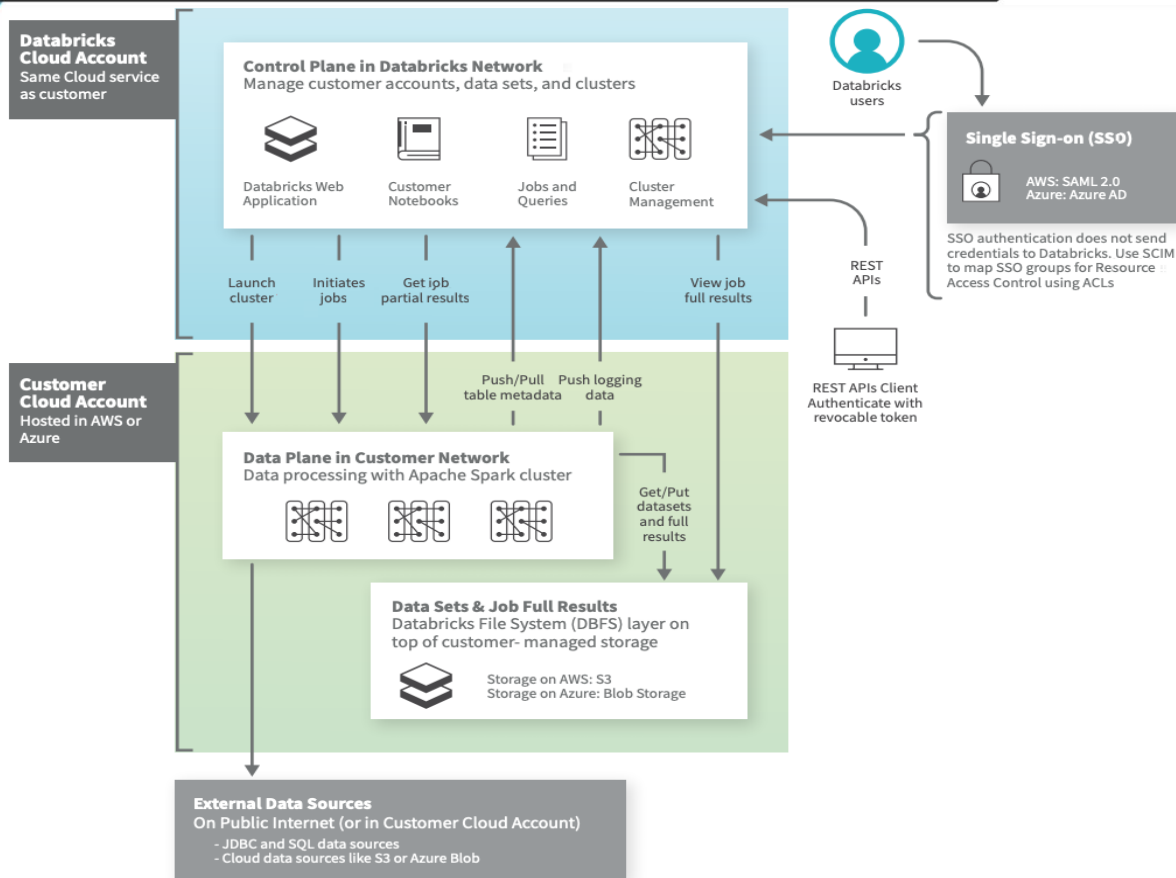 Databricks
Cloud Account
Same Cloud service
as customer
Control Plane in Databricks Network
Manage customer accounts, data sets, and clusters
Databricks Web
Application
Customer
Notebooks
Jobs and
Queries
Cluster
Management
Databricks
users
Single Sign-on (SSO)
AWS: SAML 2.0
Azure: Azure AD
SSO authentication does not send
credentials to Databricks. Use SCIM
to map SSO groups for Resource
Access Control using ACLs
Launch
cluster
Initiates
jobs
Get ipb
partial results
View job
full results
REST
APIs
REST APIs Client
Authenticate with
revocable token
Customer
Cloud Account
Hosted in AWS or
Azure
Push/Pull
table metadata
Push logging
data
Data Plane in Customer Network
Data processing with Apache Spark cluster
Get/Put
datasets
and full
results
Data Sets & Job Full Results
Databricks File System (DBFS) layer on
top of customer- managed storage
Storage on AWS: S3
Storage on Azure: Blob Storage
External Data Sources
On Public Internet (or in Customer Cloud Account)
- JDBC and SQL data sources
- Cloud data sources like S3 or Azure Blob